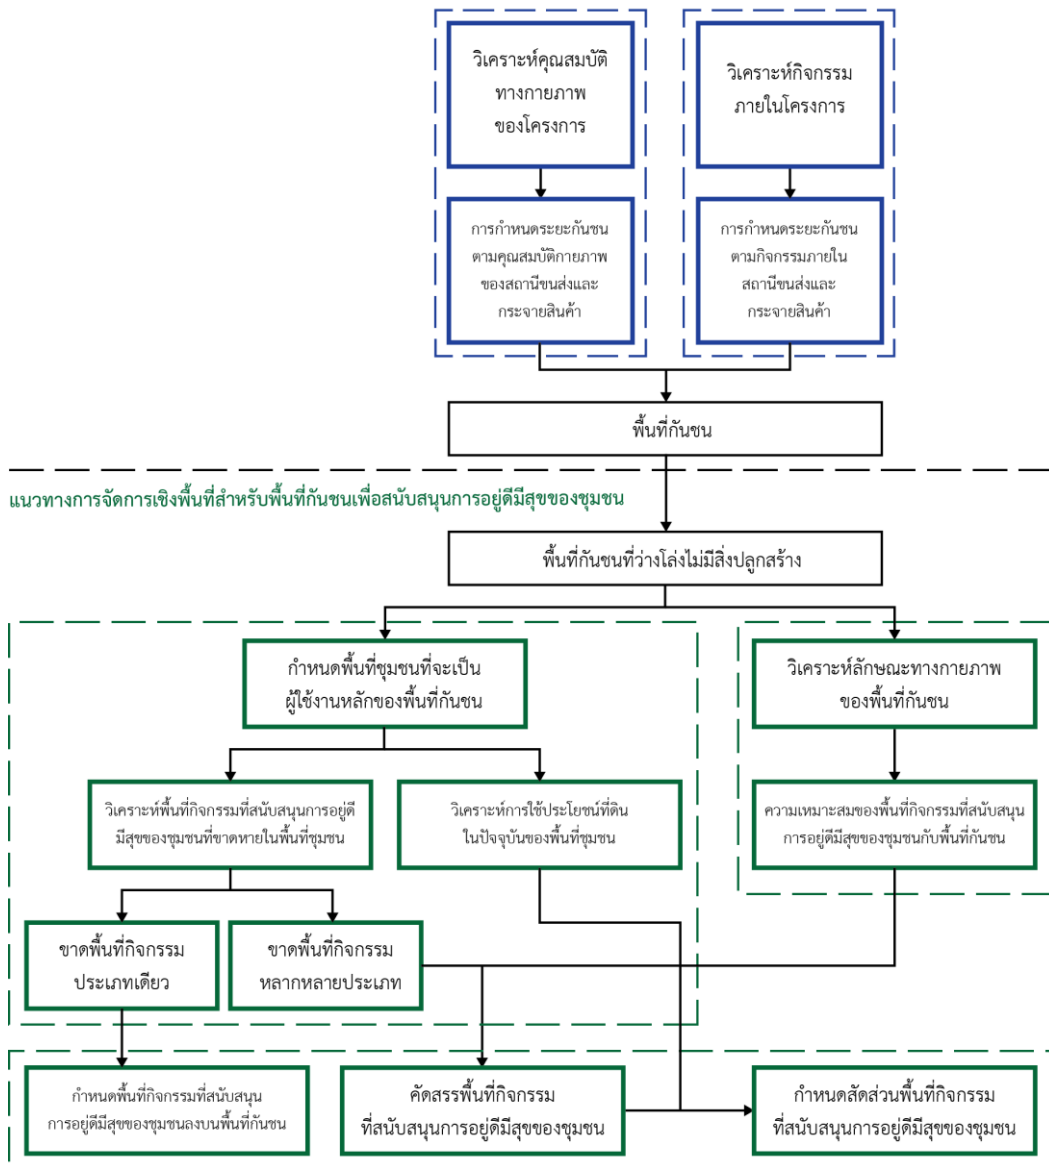 วิเคราะห์คุณสมบัติ
ทางกายภาพ
ของโครงการ
วิเคราะห์กิจกรรม
ภายในโครงการ
การกำหนดระยะกันชน
ตามคุณสมบัติกายภาพ
ของสถานีขนส่งและ
กระจายสินค้า
การกำหนดระยะกันชน
ตามกิจกรรมภายใน
สถานีขนส่งและ
กระจายสินค้า
พื้นที่กันชน
แนวทางการจัดการเชิงพื้นที่สำหรับพื้นที่กันชนเพื่อสนับสนุนการอยู่ดีมีสุขของชุมชน
พื้นที่กันชนที่ว่างโล่งไม่มีสิ่งปลูกสร้าง
กำหนดพื้นที่ชุมชนที่จะเป็น
ผู้ใช้งานหลักของพื้นที่กันชน
วิเคราะห์ลักษณะทางกายภาพ
ของพื้นที่กันชน
วิเคราะห์พื้นที่กิจกรรมที่สนับสนุนการอยู่ดี
มีสุขของชุมชนที่ขาดหายในพื้นที่ชุมชน
วิเคราะห์การใช้ประโยชน์ที่ดิน
ในปัจจุบันของพื้นที่ชุมชน
ความเหมาะสมของพื้นที่กิจกรรมที่สนับสนุน
การอยู่ดีมีสุขของชุมชนกับพื้นที่กันชน
ขาดพื้นที่กิจกรรม
ประเภทเดียว
ขาดพื้นที่กิจกรรม
หลากหลายประเภท
กำหนดพื้นที่กิจกรรมที่สนับสนุน
การอยู่ดีมีสุขของชุมชนลงบนพื้นที่กันชน
คัดสรรพื้นที่กิจกรรม
ที่สนับสนุนการอยู่ดีมีสุขของชุมชน
กำหนดสัดส่วนพื้นที่กิจกรรม
ที่สนับสนุนการอยู่ดีมีสุขของชุมชน